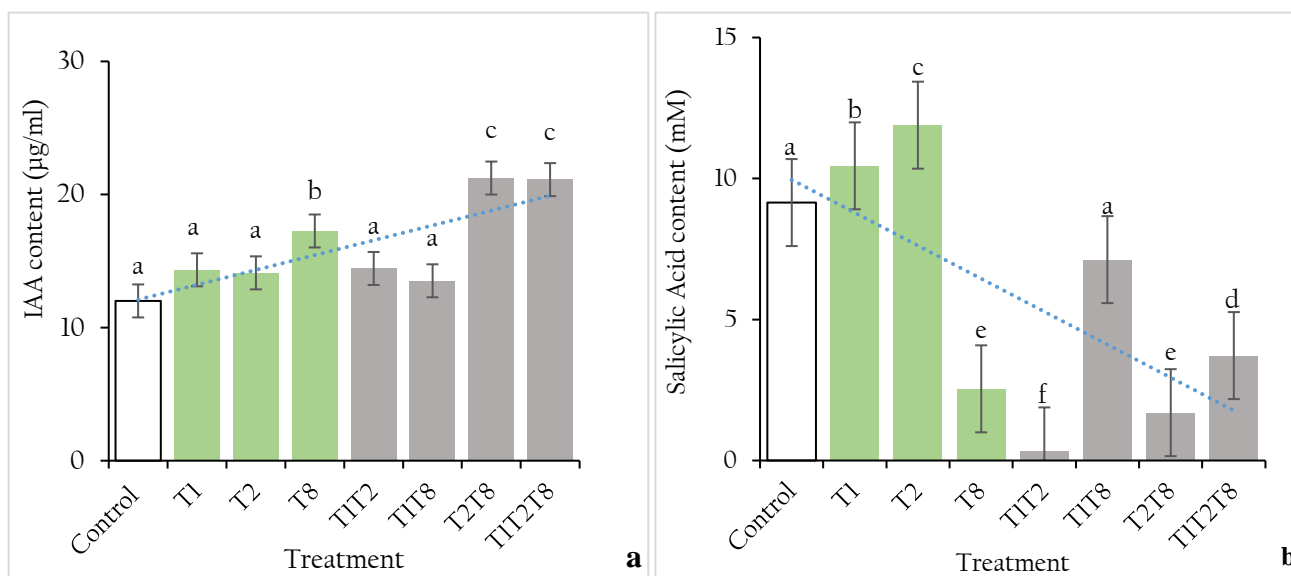 IAA content (µg/ml)
30
20
10
0
a
a
a
b
a
a
c
c
Control
T1
T2
T8
T1T2
T1T8
T2T8
T1T2T8
Treatment
a
Salicylic Acid content (mM)
15
10
5
0
a
b
c
e
f
a
e
d
Control
T1
T2
T8
T1T2
T1T8
T2T8
T1T2T8
Treatment
b